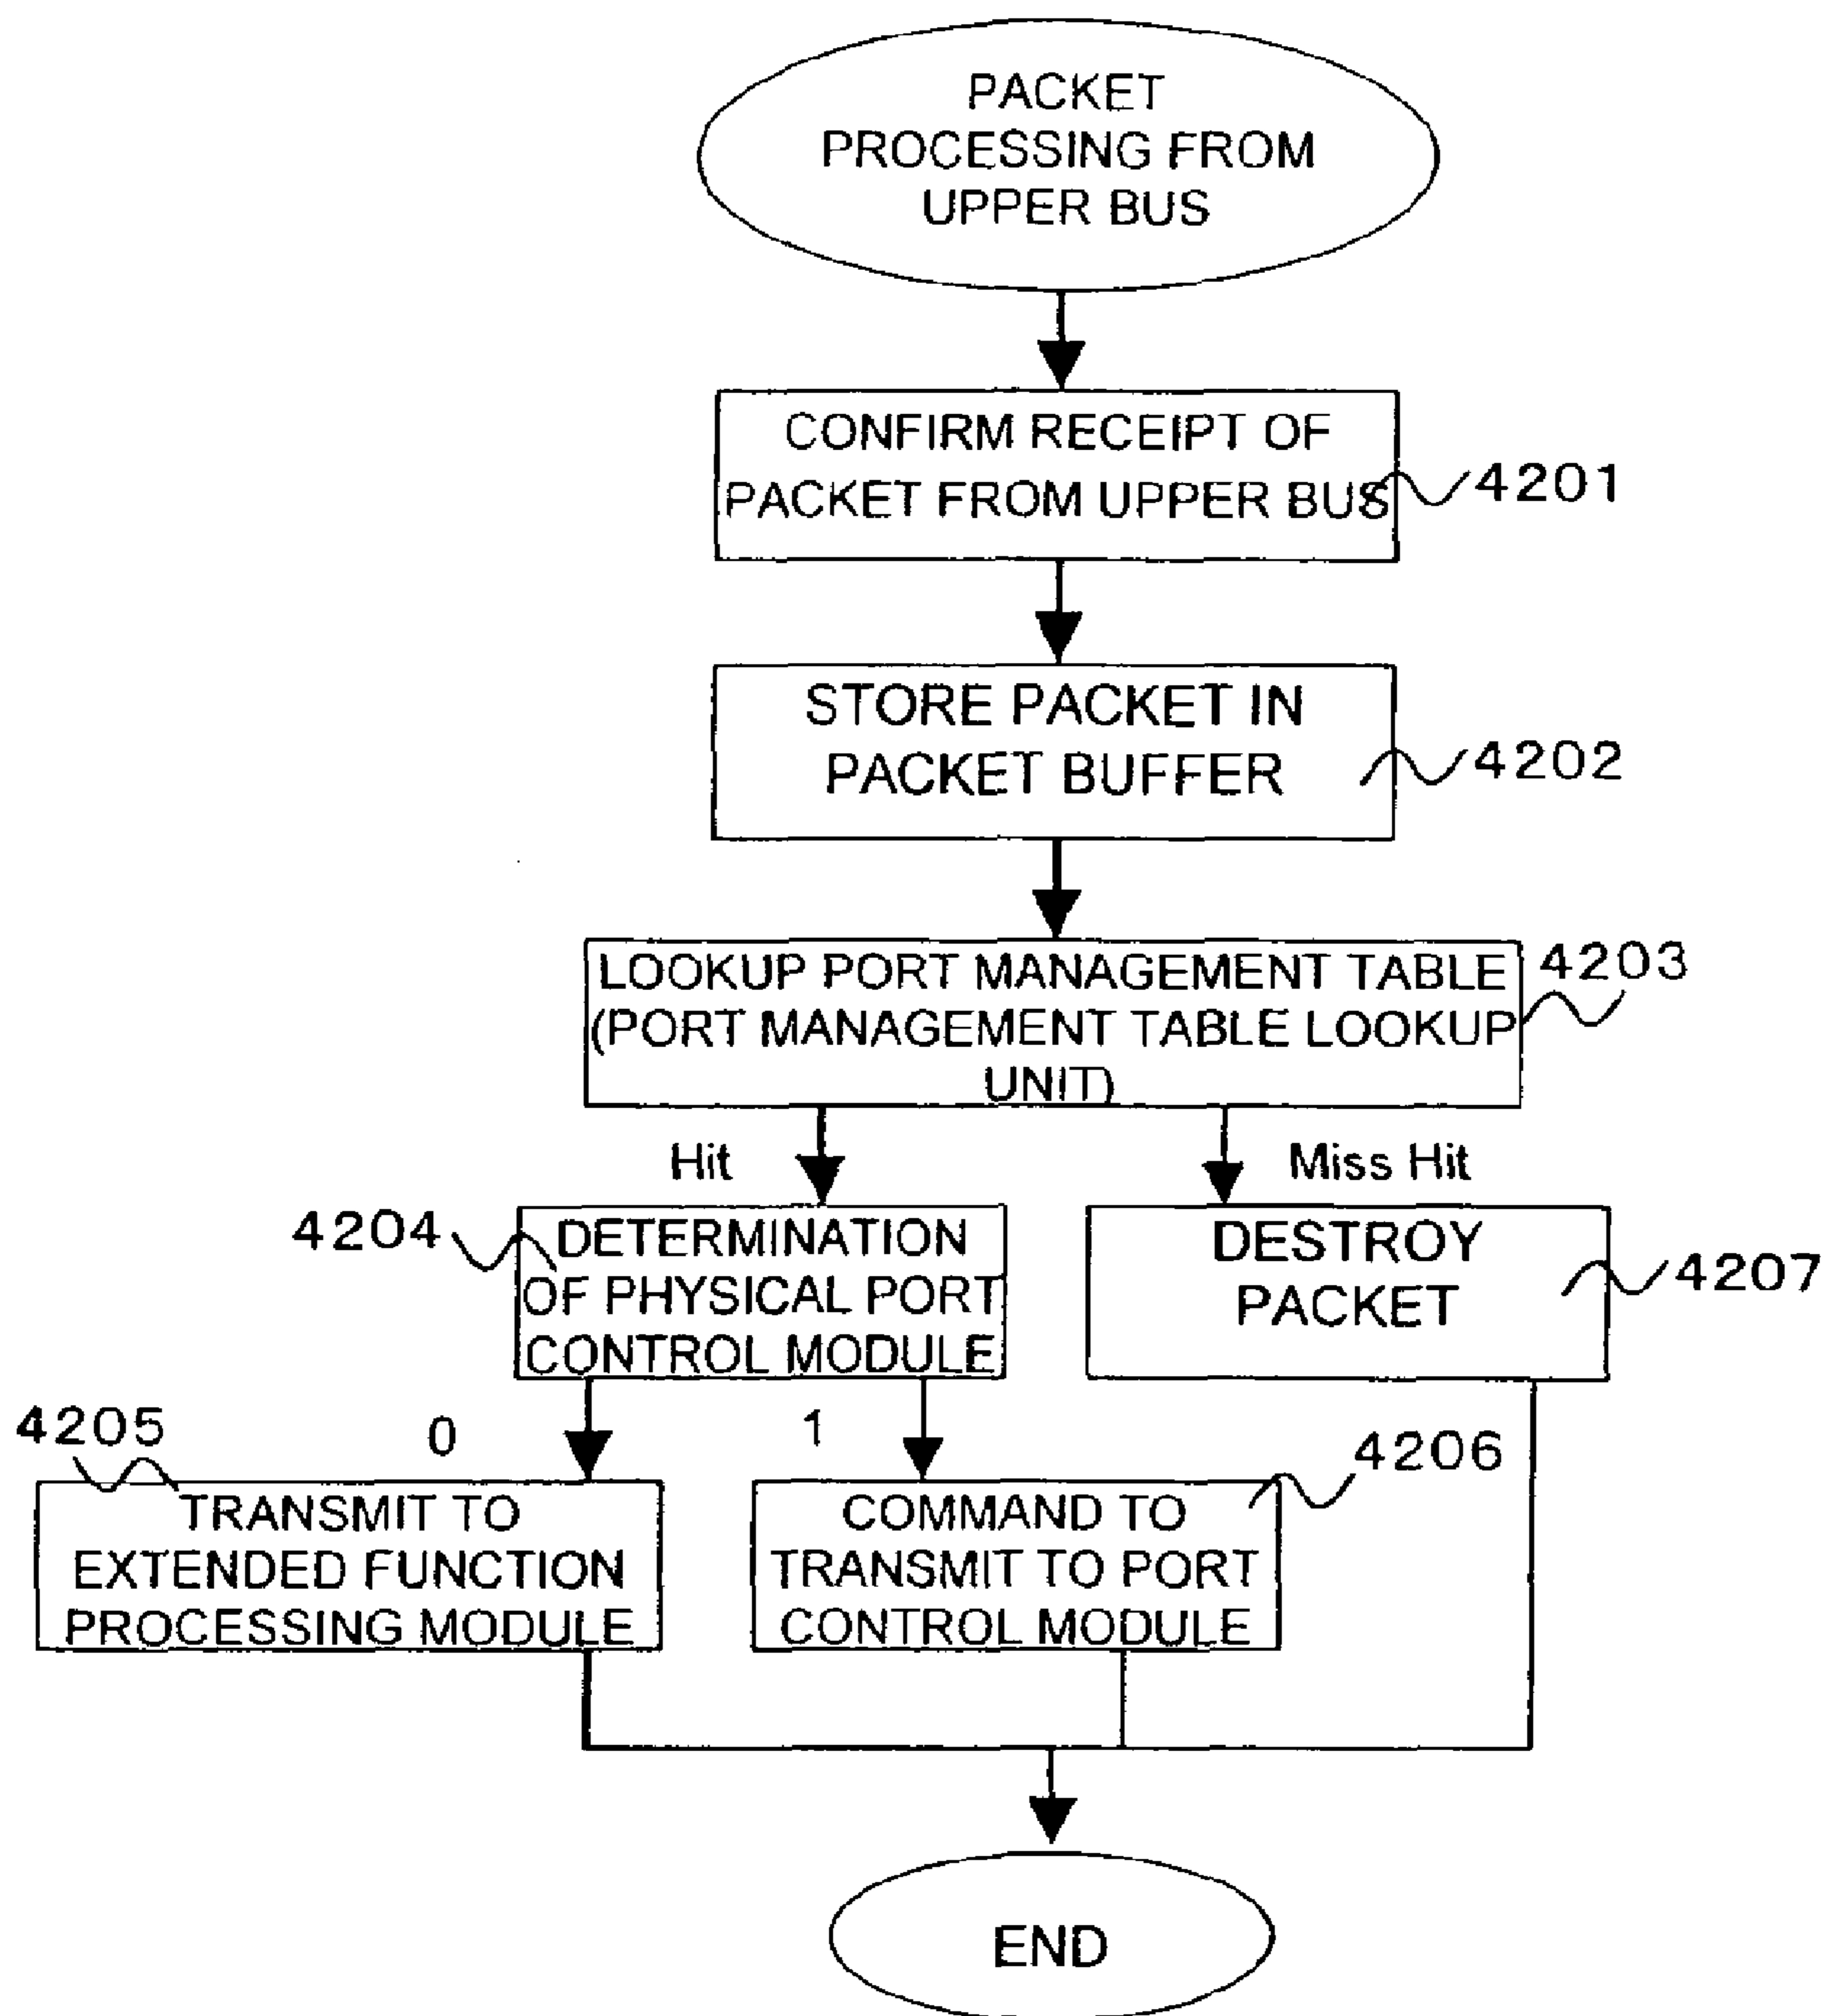 PACKET
PROCESSING FROM
UPPER BUS
CONFIRM RECEIPT OF
PACKET FROM UPPER BUS
4201
STORE PACKET IN
PACKET BUFFER
4202
LOOKUP PORT MANAGEMENT TABLE
(PORT MANAGEMENT TABLE LOOKUP
UNIT)
4203
Hit
Miss Hit
4204
DETERMINATION
OF PHYSICAL PORT
CONTROL MODULE
DESTROY
PACKET
4207
0
1
4205
TRANSMIT TO
EXTENDED FUNCTION
PROCESSING MODULE
4206
COMMAND TO
TRANSMIT TO PORT
CONTROL MODULE
END